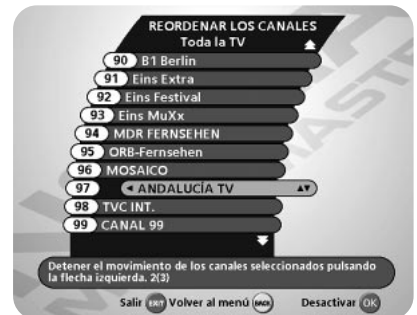 REORDENAR LOS CANALES
Toda la TV
90 B1 Berlin
91 Eins Extra
92 Eins Festival
93 Eins MuXx
94 MDR FERNSEHEN
95 ORB-Fernsehen
96 MOSAICO
97 ANDALUCÍA TV
98 TVC INT.
99 CANAL 99
Detener el movimiento de los canales seleccionados pulsando
la flecha izquierda. 2(3)
Salir EXIT Volver al menú BACK Desactivar OK